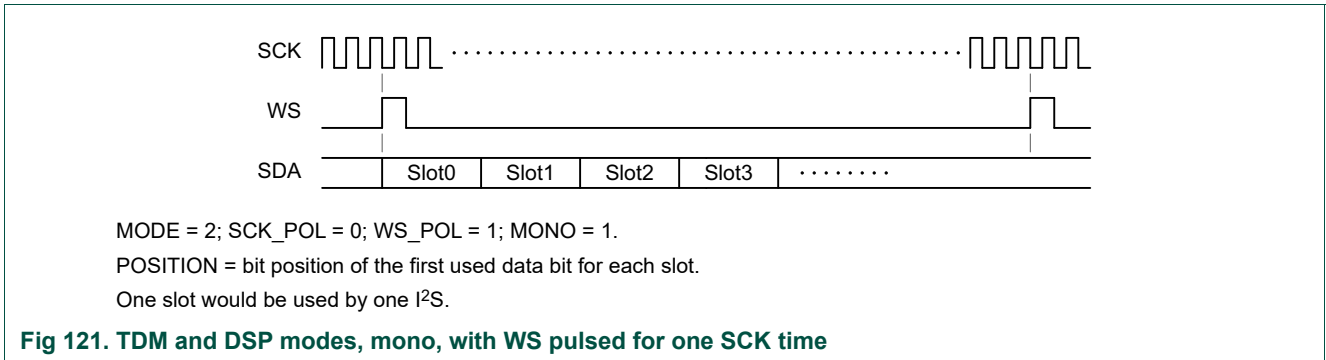 SCK
WS
SDA Slot0 Slot1 Slot2 Slot3 ········
MODE = 2; SCK_POL = 0; WS_POL = 1; MONO = 1.
POSITION = bit position of the first used data bit for each slot.
One slot would be used by one I²S.
Fig 121. TDM and DSP modes, mono, with WS pulsed for one SCK time